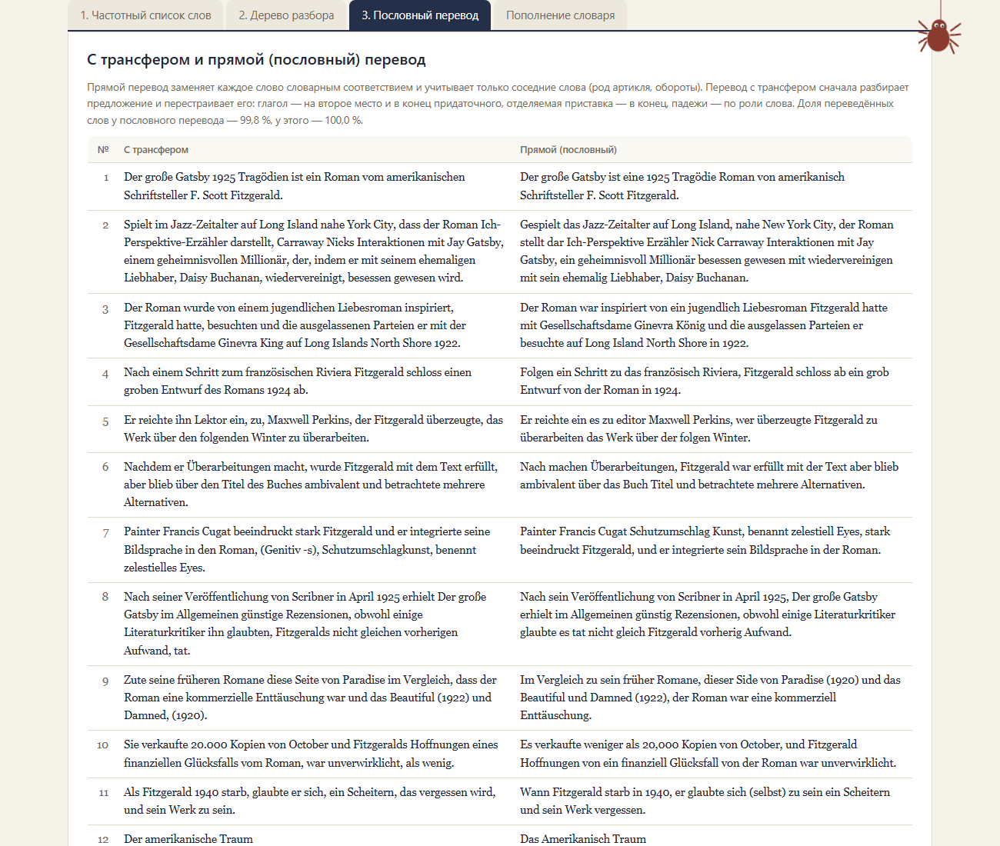 1. Частотный список слов
2. Дерево разбора
3. Пословный перевод
Пополнение словаря
С трансфером и прямой (пословный) перевод
Прямой перевод заменяет каждое слово словарным соответствием и учитывает только соседние слова (род артикля, обороты). Перевод с трансфером сначала разбирает
предложение и перестраивает его: глагол — на второе место и в конец придаточного, отделяемая приставка — в конец, падежи — по роли слова. Доля переведённых
слов у пословного перевода — 99,8 %, у этого — 100,0 %.
№ С трансфером Прямой (пословный)
1
Der große Gatsby 1925 Tragödien ist ein Roman vom amerikanischen
Schriftsteller F. Scott Fitzgerald.
Der große Gatsby ist eine 1925 Tragödie Roman von amerikanisch
Schriftsteller F. Scott Fitzgerald.
2
Spielt im Jazz-Zeitalter auf Long Island nahe York City, dass der Roman Ich-
Perspektive-Erzähler darstellt, Carraway Nicks Interaktionen mit Jay Gatsby,
einem geheimnisvollen Millionär, der, indem er mit seinem ehemaligen
Liebhaber, Daisy Buchanan, wiedervereinigt, besessen gewesen wird.
Gespielt das Jazz-Zeitalter auf Long Island, nahe New York City, der Roman
stellt dar Ich-Perspektive Erzähler Nick Carraway Interaktionen mit Jay
Gatsby, ein geheimnisvoll Millionär besessen gewesen mit wiedervereinigen
mit sein ehemalig Liebhaber, Daisy Buchanan.
3
Der Roman wurde von einem jugendlichen Liebesroman inspiriert,
Fitzgerald hatte, besuchten und die ausgelassenen Parteien er mit der
Gesellschaftsdame Ginevra King auf Long Islands North Shore 1922.
Der Roman war inspiriert von ein jugendlich Liebesroman Fitzgerald hatte
mit Gesellschaftsdame Ginevra König und die ausgelassen Parteien er
besuchte auf Long Island North Shore in 1922.
4
Nach einem Schritt zum französischen Riviera Fitzgerald schloss einen
groben Entwurf des Romans 1924 ab.
Folgen ein Schritt zu das französisch Riviera, Fitzgerald schloss ab ein grob
Entwurf von der Roman in 1924.
5
Er reichte ihn Lektor ein, zu, Maxwell Perkins, der Fitzgerald überzeugte, das
Werk über den folgenden Winter zu überarbeiten.
Er reichte ein es zu editor Maxwell Perkins, wer überzeugte Fitzgerald zu
überarbeiten das Werk über der folgen Winter.
6
Nachdem er Überarbeitungen macht, wurde Fitzgerald mit dem Text erfüllt,
aber blieb über den Titel des Buches ambivalent und betrachtete mehrere
Alternativen.
Nach machen Überarbeitungen, Fitzgerald war erfüllt mit der Text aber blieb
ambivalent über das Buch Titel und betrachtete mehrere Alternativen.
7
Painter Francis Cugat beeindruckt stark Fitzgerald und er integrierte seine
Bildsprache in den Roman, (Genitiv -s), Schutzumschlagkunst, benennt
zelestielles Eyes.
Painter Francis Cugat Schutzumschlag Kunst, benannt zelestiell Eyes, stark
beeindruckt Fitzgerald, und er integrierte sein Bildsprache in der Roman.
8
Nach seiner Veröffentlichung von Scribner in April 1925 erhielt Der große
Gatsby im Allgemeinen günstige Rezensionen, obwohl einige
Literaturkritiker ihn glaubten, Fitzgeralds nicht gleichen vorherigen
Aufwand, tat.
Nach sein Veröffentlichung von Scribner in April 1925, Der große Gatsby
erhielt im Allgemeinen günstig Rezensionen, obwohl einige Literaturkritiker
glaubte es tat nicht gleich Fitzgerald vorherig Aufwand.
9
Zute seine früheren Romane diese Seite von Paradise im Vergleich, dass der
Roman eine kommerzielle Enttäuschung war und das Beautiful (1922) und
Damned, (1920).
Im Vergleich zu sein früher Romane, dieser Side von Paradise (1920) und das
Beautiful und Damned (1922), der Roman war eine kommerziell
Enttäuschung.
10
Sie verkaufte 20.000 Kopien von October und Fitzgeralds Hoffnungen eines
finanziellen Glücksfalls vom Roman, war unverwirklicht, als wenig.
Es verkaufte weniger als 20,000 Kopien von October, und Fitzgerald
Hoffnungen von ein finanziell Glücksfall von der Roman war unverwirklicht.
11
Als Fitzgerald 1940 starb, glaubte er sich, ein Scheitern, das vergessen wird,
und sein Werk zu sein.
Wann Fitzgerald starb in 1940, er glaubte sich (selbst) zu sein ein Scheitern
und sein Werk vergessen.
12
Der amerikanische Traum
Das Amerikanisch Traum